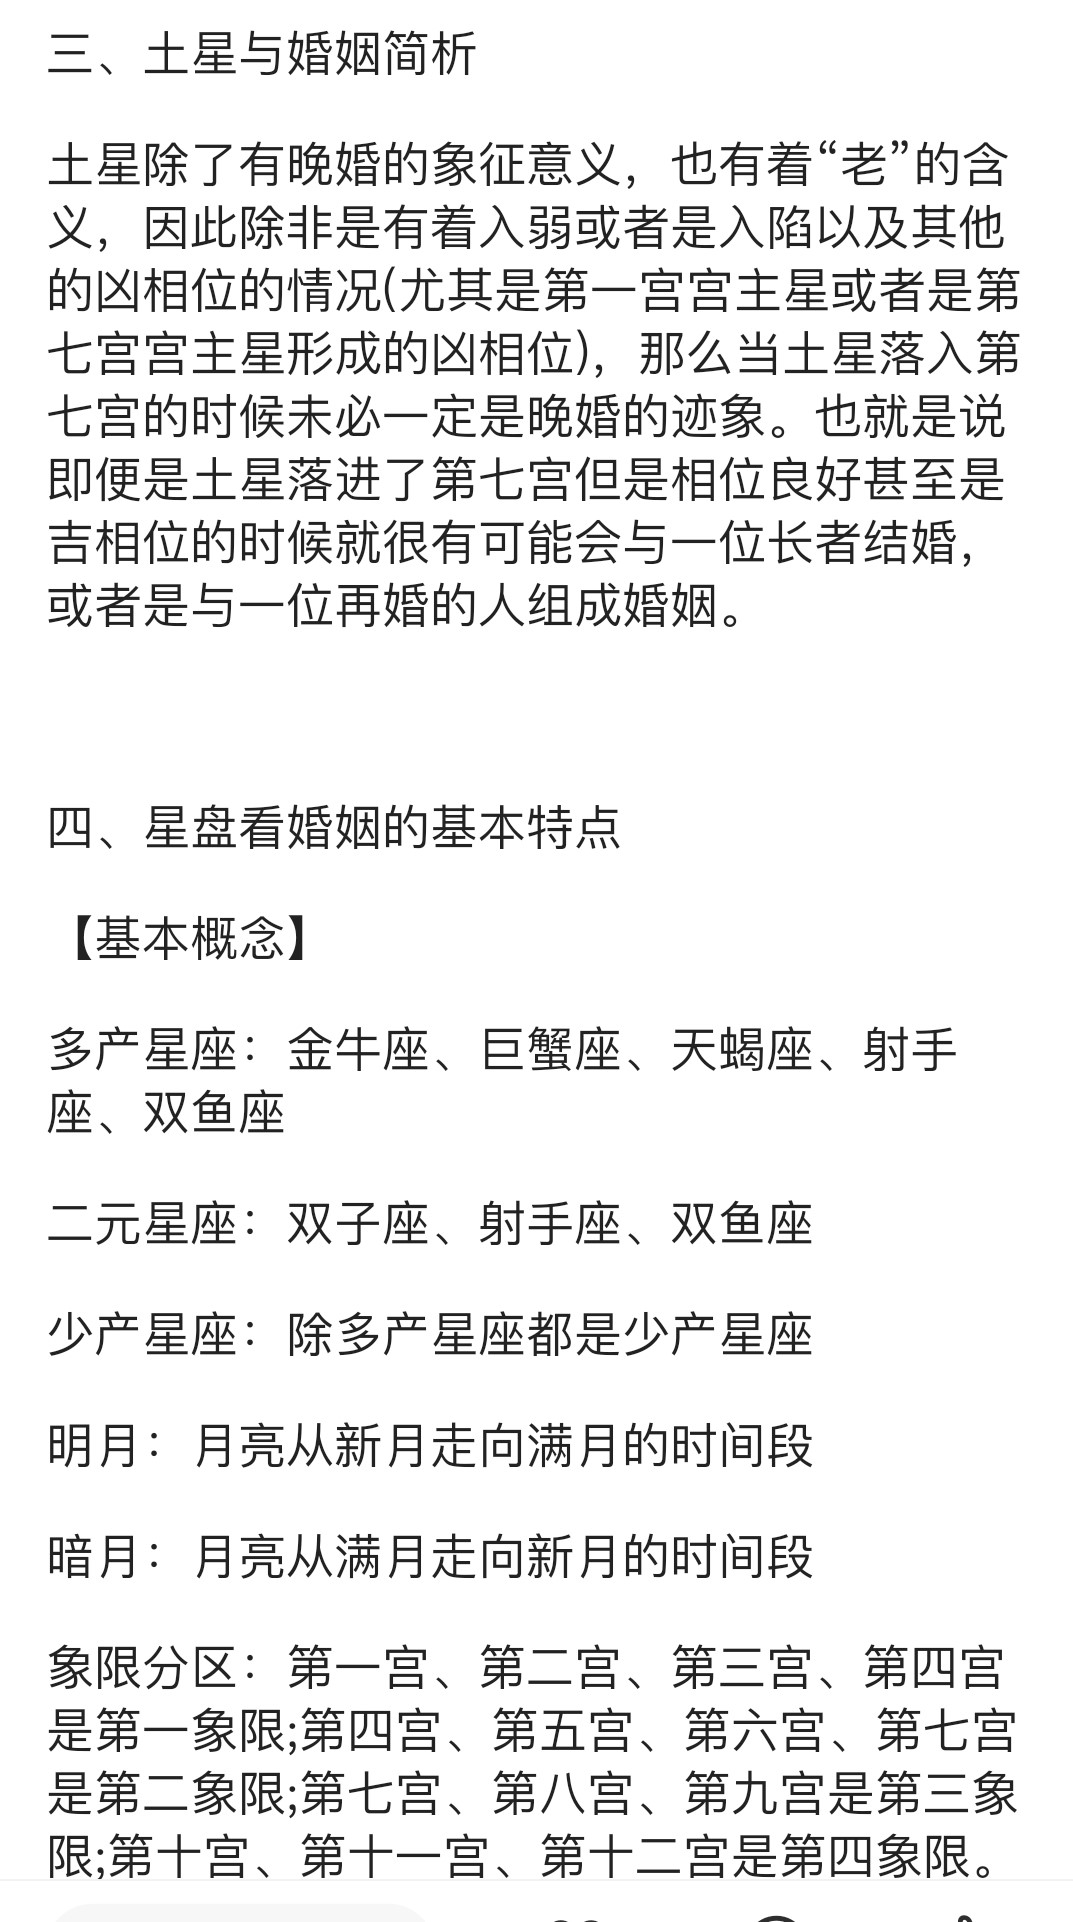 三、土星与婚姻简析
土星除了有晚婚的象征意义，也有着“老”的含
义，因此除非是有着入弱或者是入陷以及其他
的凶相位的情况(尤其是第一宫宫主星或者是第
七宫宫主星形成的凶相位)，那么当土星落入第
七宫的时候未必一定是晚婚的迹象。也就是说
即便是土星落进了第七宫但是相位良好甚至是
吉相位的时候就很有可能会与一位长者结婚，
或者是与一位再婚的人组成婚姻。
四、星盘看婚姻的基本特点
【基本概念】
多产星座：金牛座、巨蟹座、天蝎座、射手
座、双鱼座
二元星座：双子座、射手座、双鱼座
少产星座：除多产星座都是少产星座
明月：月亮从新月走向满月的时间段
暗月：月亮从满月走向新月的时间段
象限分区：第一宫、第二宫、第三宫、第四宫
是第一象限;第四宫、第五宫、第六宫、第七宫
是第二象限;第七宫、第八宫、第九宫是第三象
限;第十宫、第十一宫、第十二宫是第四象限。